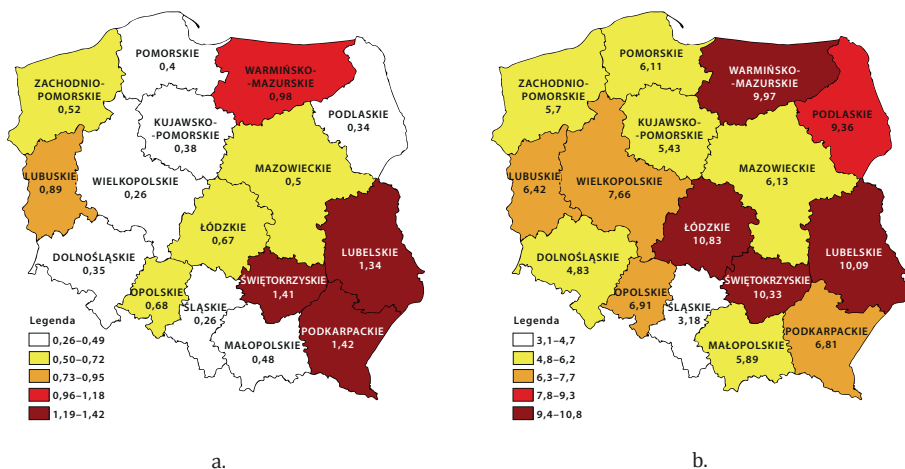 POMORSKIE
0,4
ZACHODNIO-
POMORSKIE
0,52
WARMIŃSKO-
-MAZURSKIE
0,98
PODLASKIE
0,34
KUJAWSKO-
-POMORSKIE
0,38
MAZOWIECKIE
0,5
LUBUSKIE
0,89
WIELKOPOLSKIE
0,26
ŁÓDZKIE
0,67
LUBELSKIE
1,34
DOLNOŚLĄSKIE
0,35
OPOLSKIE
0,68
ŚLĄSKIE
0,26
ŚWIĘTOKRZYSKIE
1,41
MAŁOPOLSKIE
0,48
PODKARPACKIE
1,42
Legenda
0,26–0,49
0,50–0,72
0,73–0,95
0,96–1,18
1,19–1,42
a.
POMORSKIE
6,11
ZACHODNIO-
POMORSKIE
5,7
WARMIŃSKO-
-MAZURSKIE
9,97
PODLASKIE
9,36
KUJAWSKO-
-POMORSKIE
5,43
MAZOWIECKIE
6,13
LUBUSKIE
6,42
WIELKOPOLSKIE
7,66
ŁÓDZKIE
10,83
LUBELSKIE
10,09
DOLNOŚLĄSKIE
4,83
OPOLSKIE
6,91
ŚLĄSKIE
3,18
ŚWIĘTOKRZYSKIE
10,33
MAŁOPOLSKIE
5,89
PODKARPACKIE
6,81
Legenda
3,1–4,7
4,8–6,2
6,3–7,7
7,8–9,3
9,4–10,8
b.